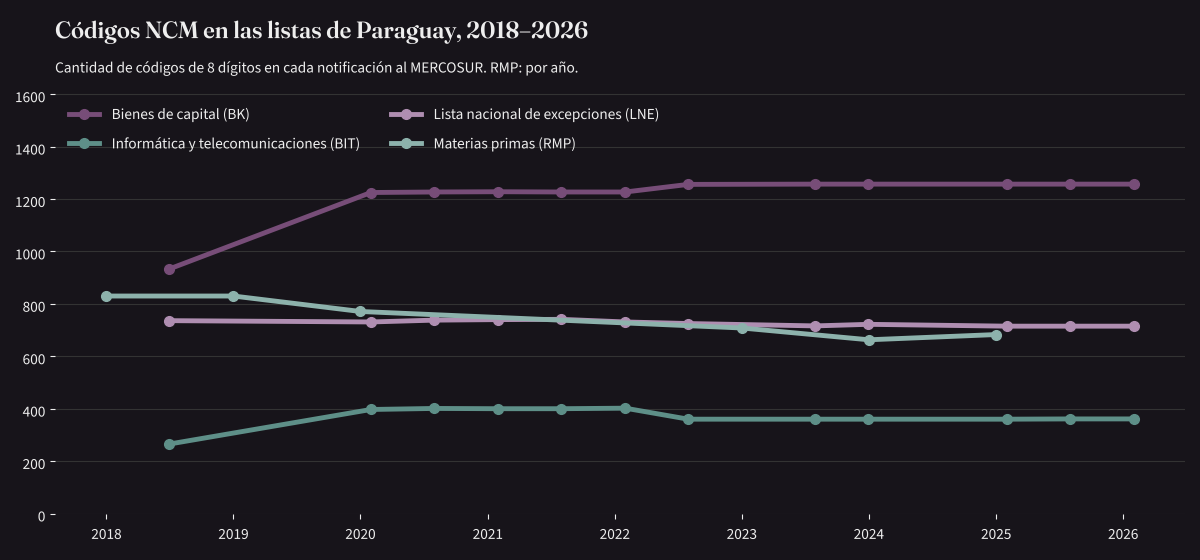 Códigos NCM en las listas de Paraguay, 2018–2026
Cantidad de códigos de 8 dígitos en cada notificación al MERCOSUR. RMP: por año.
Bienes de capital (BK)
Lista nacional de excepciones (LNE)
Informática y telecomunicaciones (BIT)
Materias primas (RMP)
1600
1400
1200
1000
800
600
400
200
0
2018 2019 2020 2021 2022 2023 2024 2025 2026